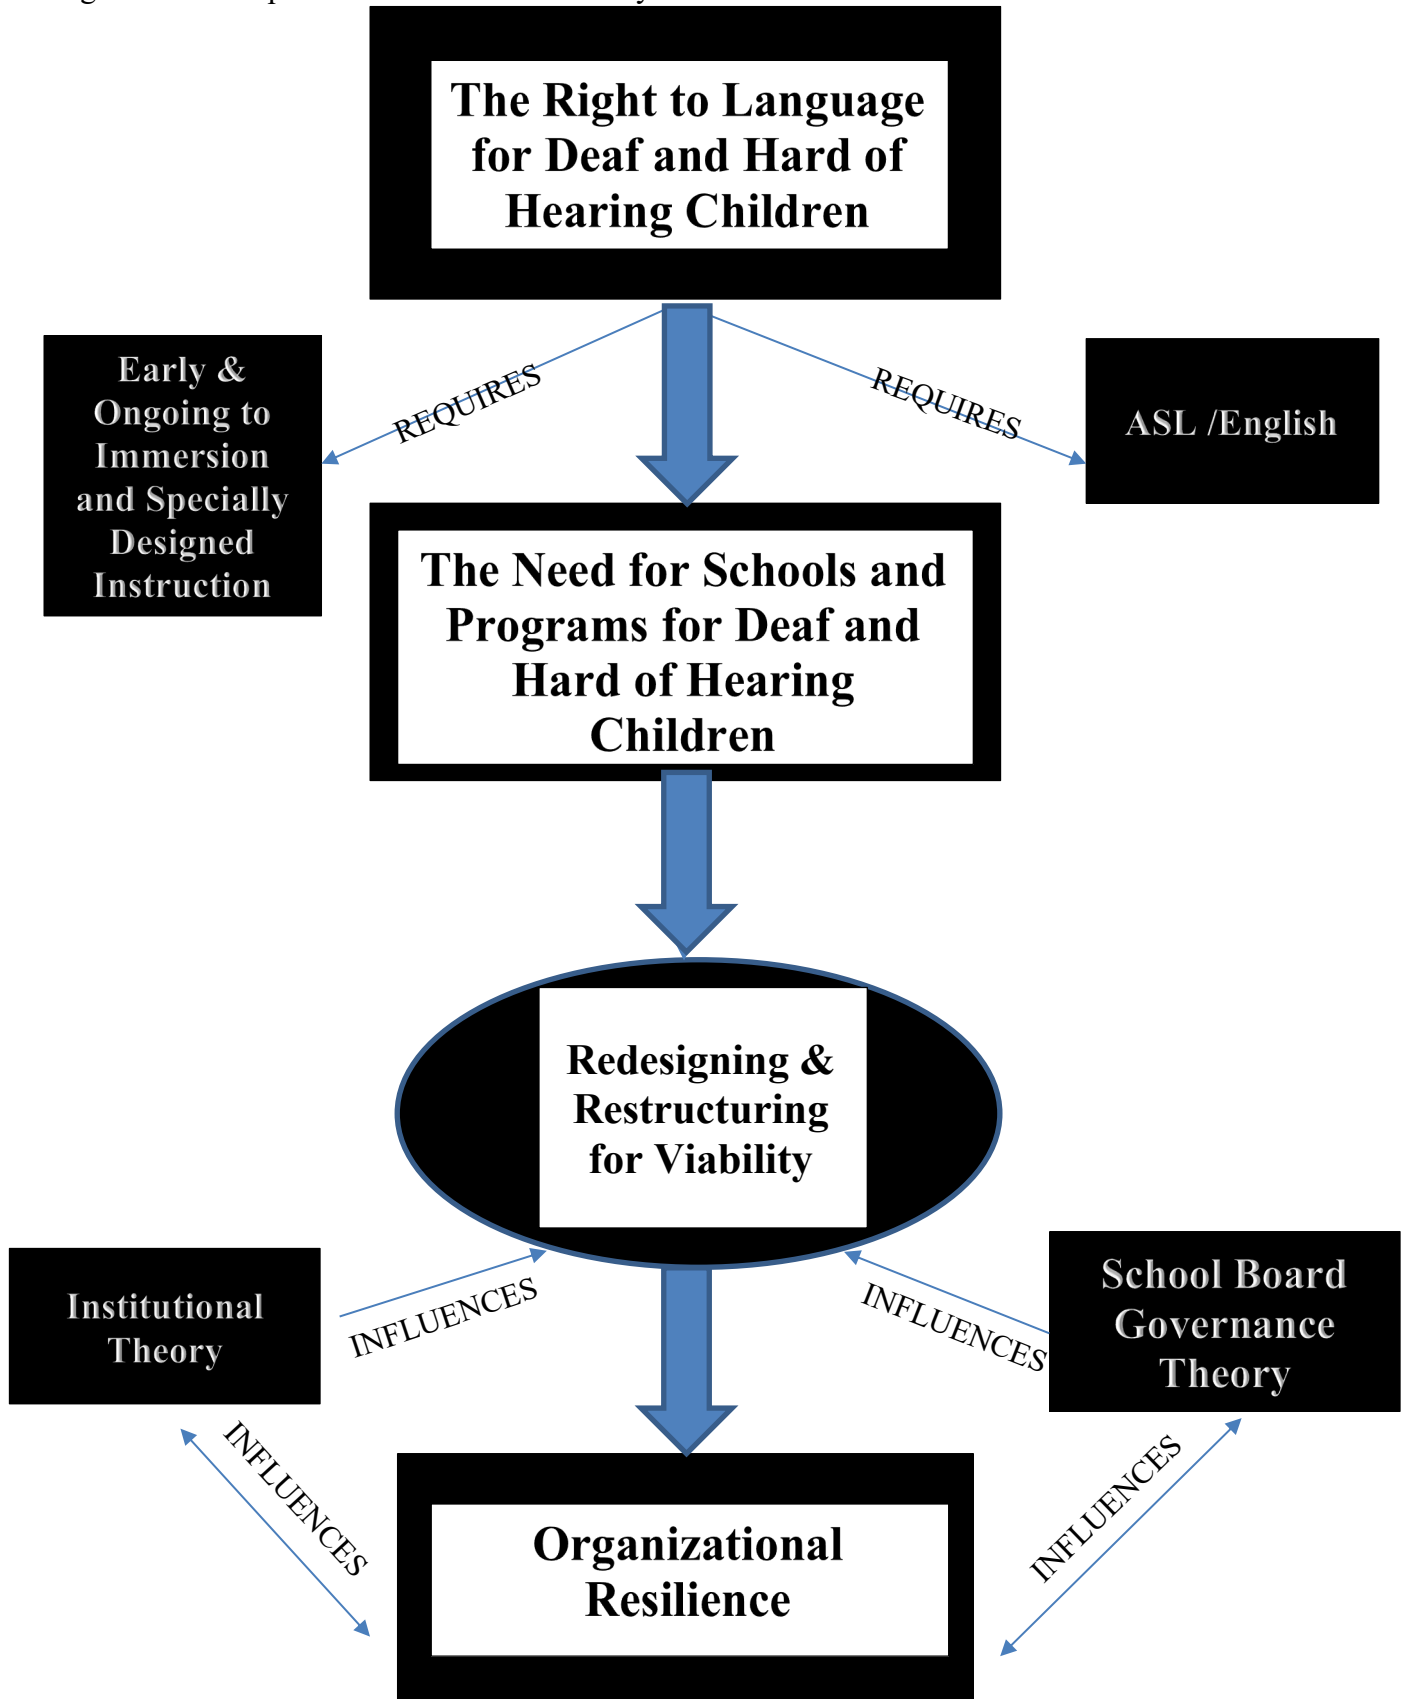 The Right to Language
for Deaf and Hard of
Hearing Children
Early &
Ongoing to
Immersion
and Specially
Designed
Instruction
REQUIRES
REQUIRES
ASL /English
The Need for Schools and
Programs for Deaf and
Hard of Hearing
Children
Redesigning &
Restructuring
for Viability
Institutional
Theory
INFLUENCES
INFLUENCES
School Board
Governance
Theory
INFLUENCES
INFLUENCES
Organizational
Resilience